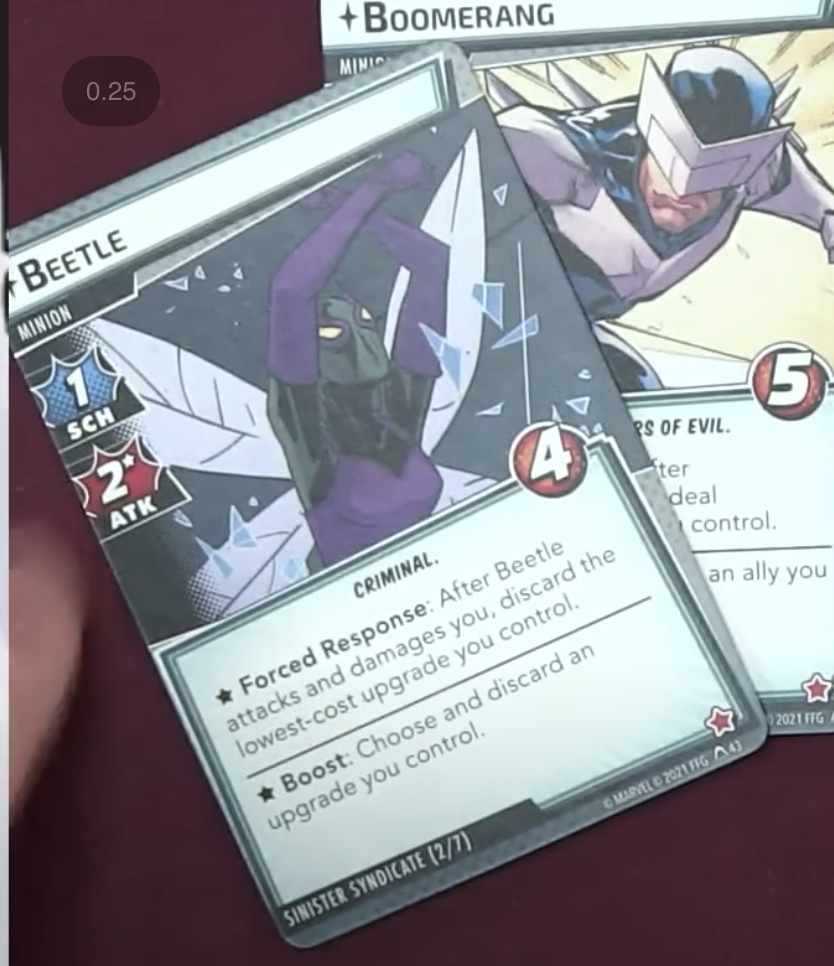 0.25
BOOMERANG
BEETLE
MINION
1
SCH
2*
ATK
4
CRIMINAL.
★ Forced Response: After Beetle
attacks and damages you, discard the
lowest-cost upgrade you control.
★ Boost: Choose and discard an
upgrade you control.
© MARVEL © 2021 FFG 43
SINISTER SYNDICATE (2/7)
5
OF EVIL.
deal
control.
an ally you
2021 FFG